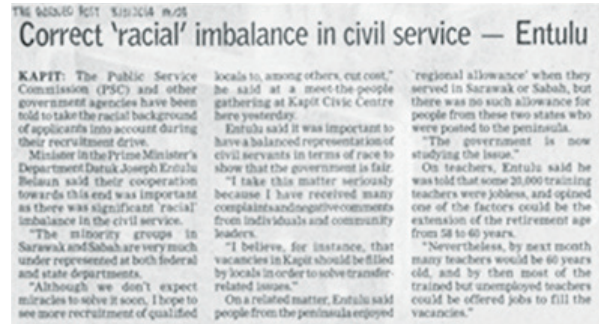 THE BORNEO POST
Correct 'racial' imbalance in civil service — Entulu
KAPIT: The Public Service
Commission (PSC) and other
government agencies have been
told to take the racial background
of applicants into account during
their recruitment drive.
Minister in the Prime Minister's
Department Datuk Joseph Entulu
Belaun said their cooperation
towards this end was important
as there was significant 'racial'
imbalance in the civil service.
"The minority groups in
Sarawak and Sabah are very much
under represented at both federal
and state departments.
"Although we don't expect
miracles to solve it soon, I hope to
see more recruitment of qualified
locals to, among others, cut cost,"
he said at a meet-the-people
gathering at Kapit Civic Centre
here yesterday.
Entulu said it was important to
have a balanced representation of
civil servants in terms of race to
show that the government is fair.
"I take this matter seriously
because I have received many
complaints and negative comments
from individuals and community
leaders.
"I believe, for instance, that
vacancies in Kapit should be filled
by locals in order to solve transfer-
related issues."
On a related matter, Entulu said
people from the peninsula enjoyed
'regional allowance' when they
served in Sarawak or Sabah, but
there was no such allowance for
people from these two states who
were posted to the peninsula.
"The government is now
studying the issue."
On teachers, Entulu said he
was told that some 20,000 training
teachers were jobless, and opined
one of the factors could be the
extension of the retirement age
from 58 to 60 years.
"Nevertheless, by next month
many teachers would be 60 years
old, and by then most of the
trained but unemployed teachers
could be offered jobs to fill the
vacancies."